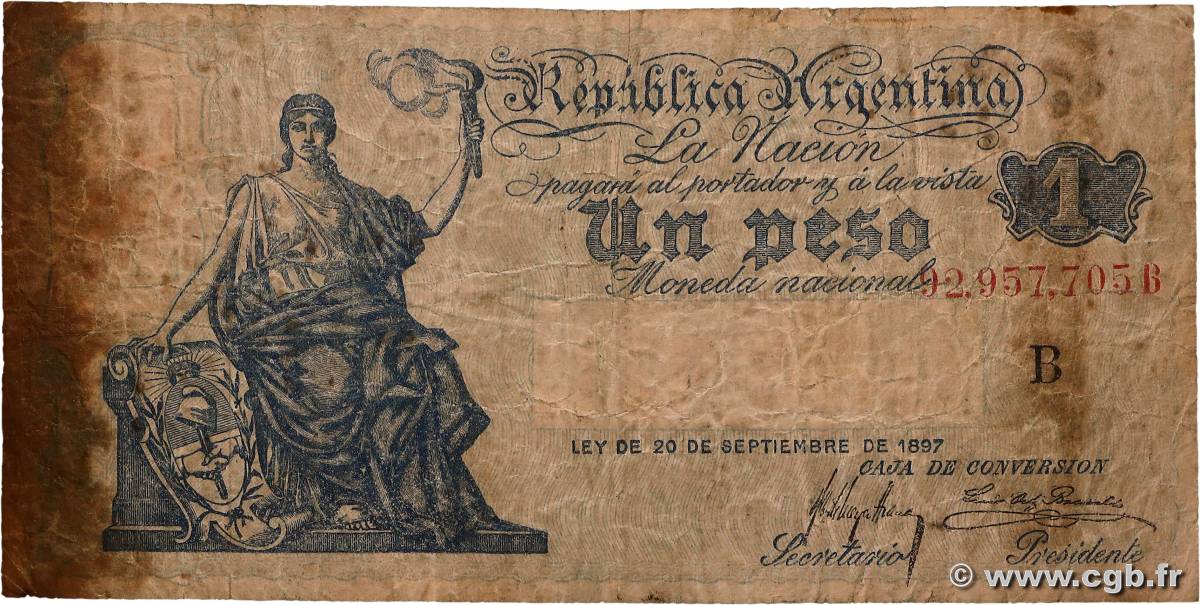 República Argentina
La Nación
pagará al portador y á la vista
Un peso
1
Moneda nacional
92,957,705 B
B
LEY DE 20 DE SEPTIEMBRE DE 1897
CAJA DE CONVERSION
Secretario
Presidente
© www.cgb.fr